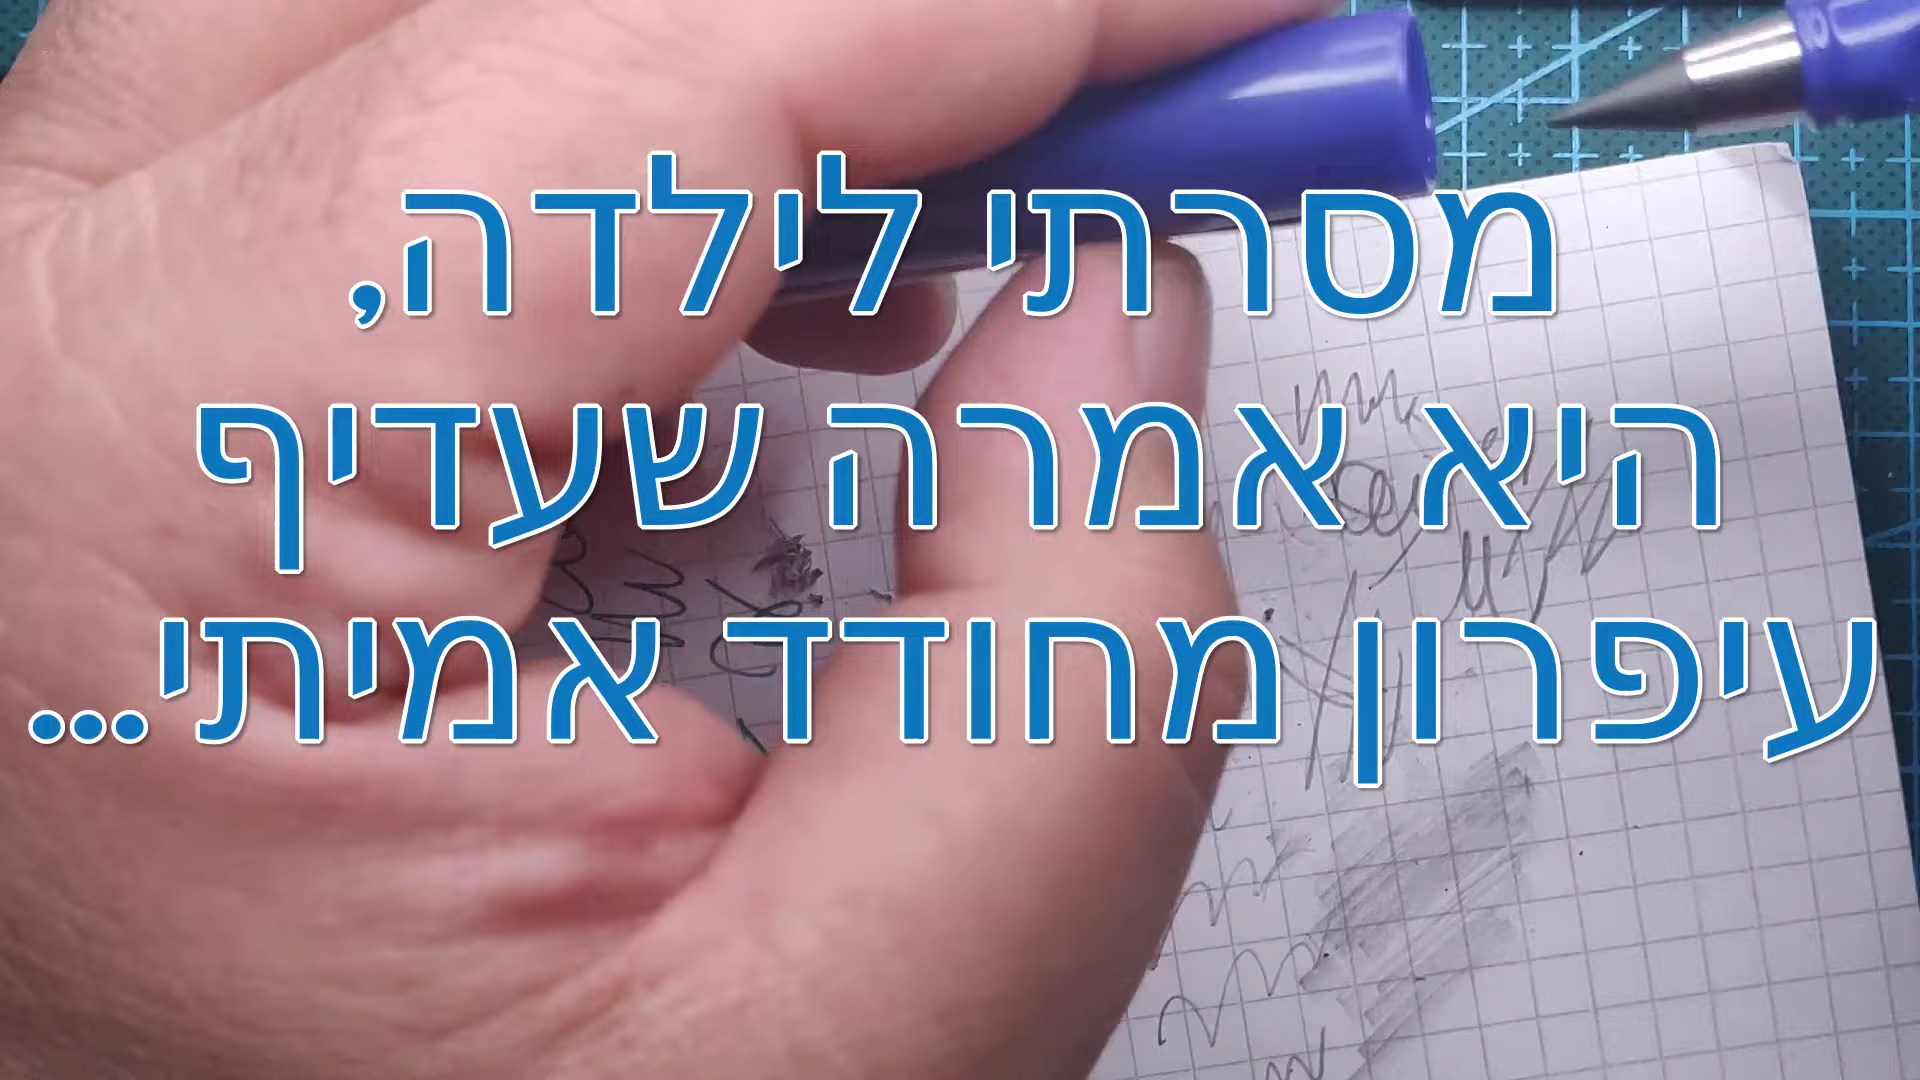 מסרתי לילדה,
היא אמרה שעדיף
עיפרון מחודד אמיתי...